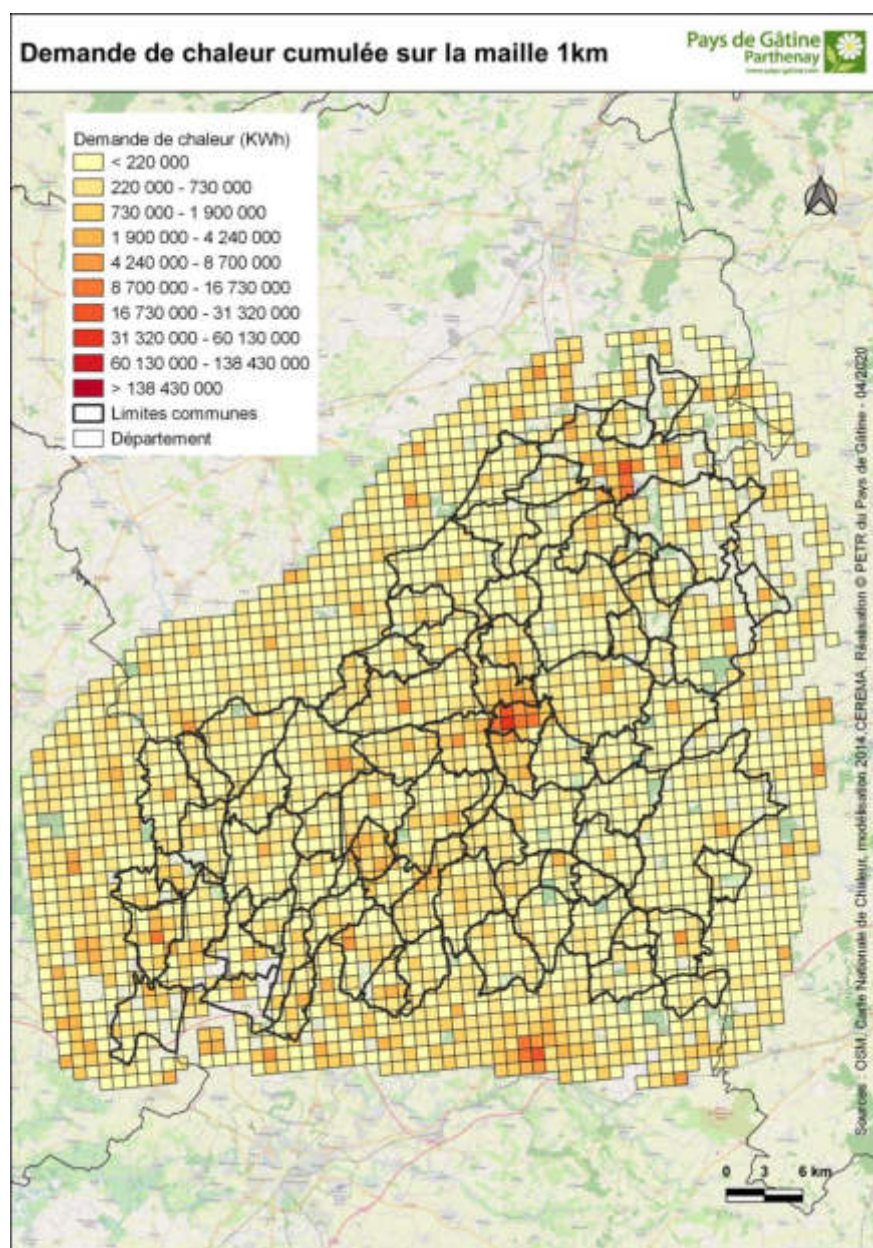 Demande de chaleur cumulée sur la maille 1km
Pays de Gâtine
Parthenay
www.pays-gatine.com
Demande de chaleur (KWh)
< 220 000
220 000 - 730 000
730 000 - 1 900 000
1 900 000 - 4 240 000
4 240 000 - 8 700 000
8 700 000 - 16 730 000
16 730 000 - 31 320 000
31 320 000 - 60 130 000
60 130 000 - 138 430 000
> 138 430 000
Limites communes
Département
Sources : OSM, Carte Nationale de Chaleur, modélisation 2014 CEREMA. Réalisation © PETR du Pays de Gâtine - 04/2020
0 3 6 km